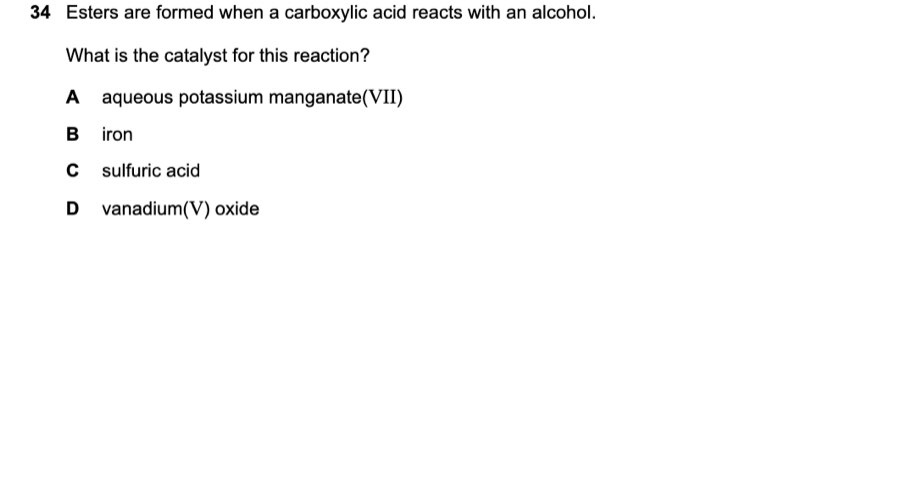 34 Esters are formed when a carboxylic acid reacts with an alcohol.
What is the catalyst for this reaction?
A aqueous potassium manganate(VII)
B iron
C sulfuric acid
D vanadium(V) oxide